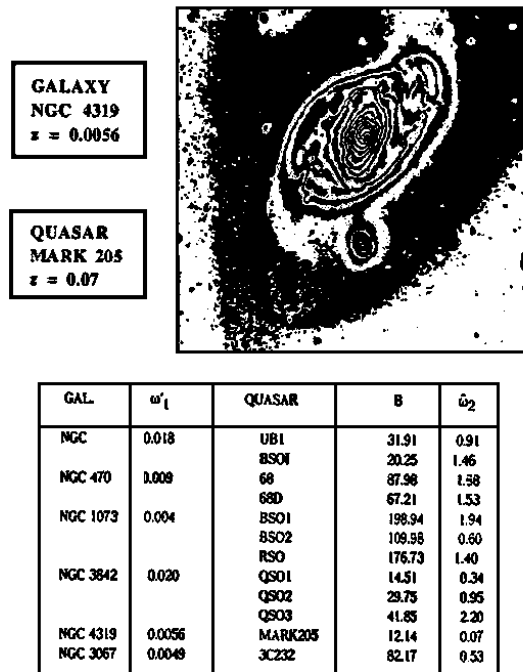 GALAXY
NGC 4319
z = 0.0056
QUASAR
MARK 205
z = 0.07
GAL. ω'1 QUASAR B ω̂2
NGC 0.018 UB1 31.91 0.91
BSO1 20.25 1.46
NGC 470 0.009 68 87.98 1.88
68D 67.21 1.53
NGC 1073 0.004 BSO1 198.94 1.94
BSO2 109.98 0.60
RSO 176.73 1.40
NGC 3842 0.020 QSO1 14.51 0.34
QSO2 29.75 0.95
QSO3 41.85 2.20
NGC 4319 0.0056 MARK205 12.14 0.07
NGC 3067 0.0049 3C232 82.17 0.53